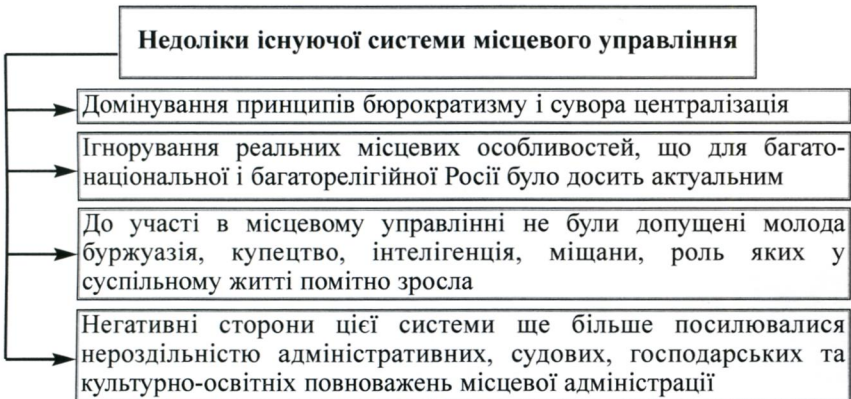 Недоліки існуючої системи місцевого управління
Домінування принципів бюрократизму і сувора централізація
Ігнорування реальних місцевих особливостей, що для багато-
національної і багаторелігійної Росії було досить актуальним
До участі в місцевому управлінні не були допущені молода
буржуазія, купецтво, інтелігенція, міщани, роль яких у
суспільному житті помітно зросла
Негативні сторони цієї системи ще більше посилювалися
нероздільністю адміністративних, судових, господарських та
культурно-освітніх повноважень місцевої адміністрації